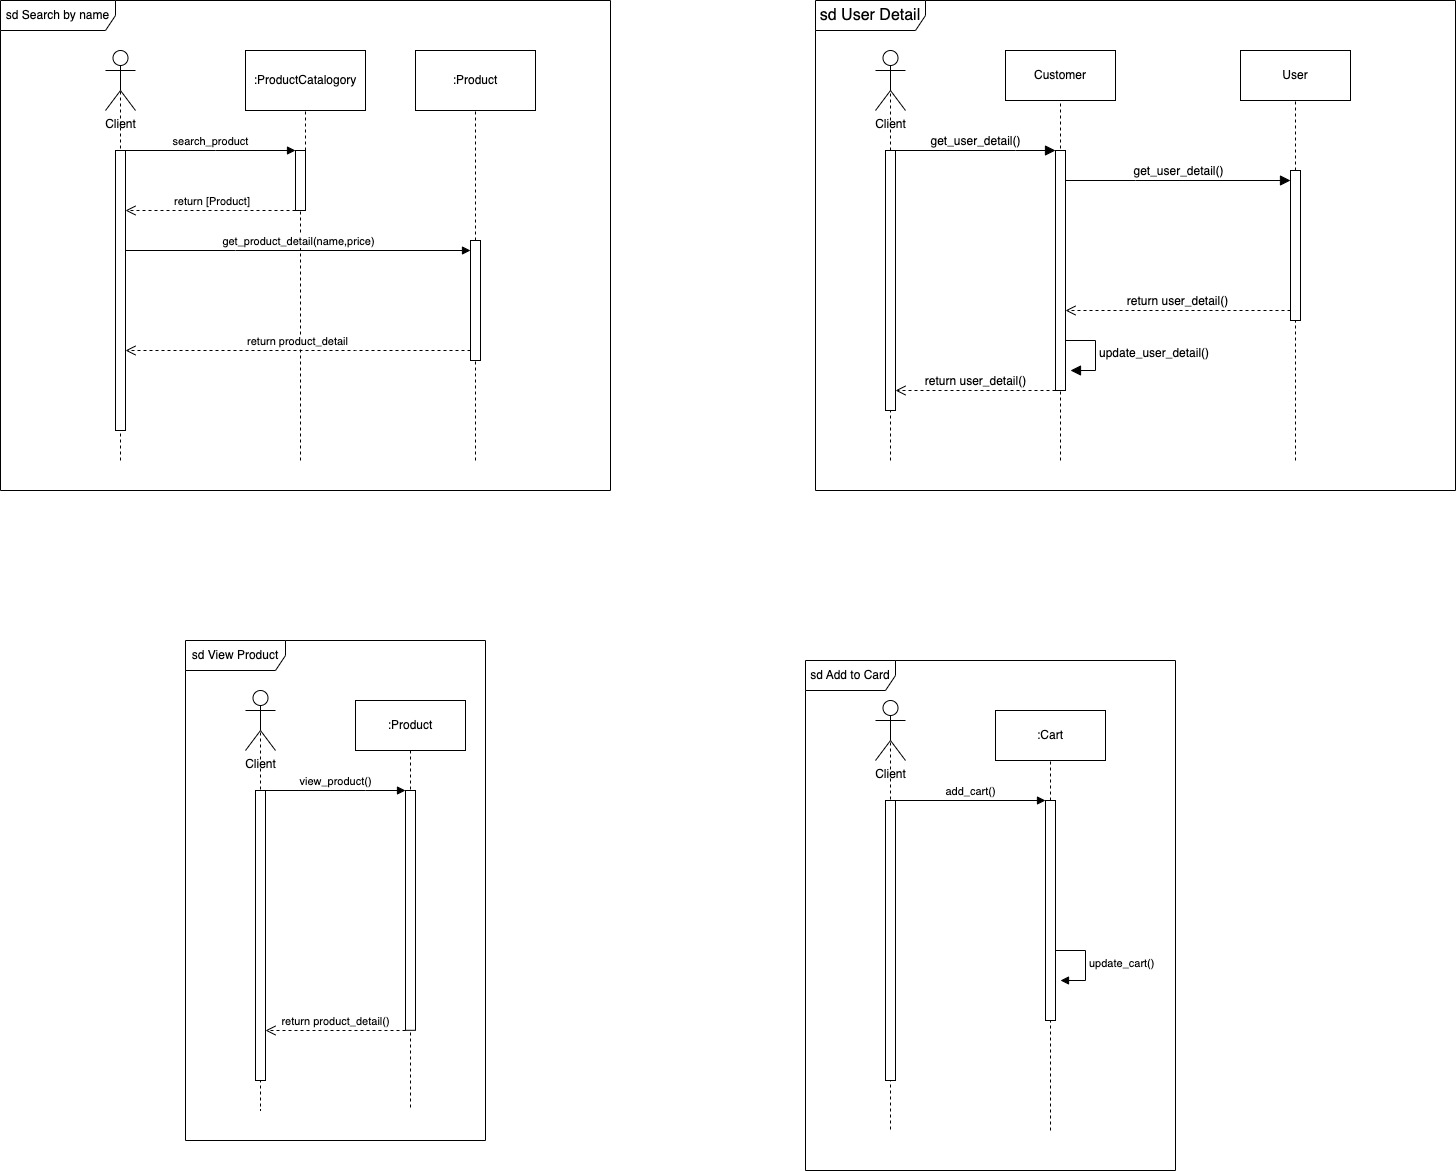 sd Search by name
Client
:ProductCatalogory
:Product
search_product
return [Product]
get_product_detail(name,price)
return product_detail
sd User Detail
Client
Customer
User
get_user_detail()
get_user_detail()
return user_detail()
update_user_detail()
return user_detail()
sd View Product
Client
:Product
view_product()
return product_detail()
sd Add to Card
Client
:Cart
add_cart()
update_cart()